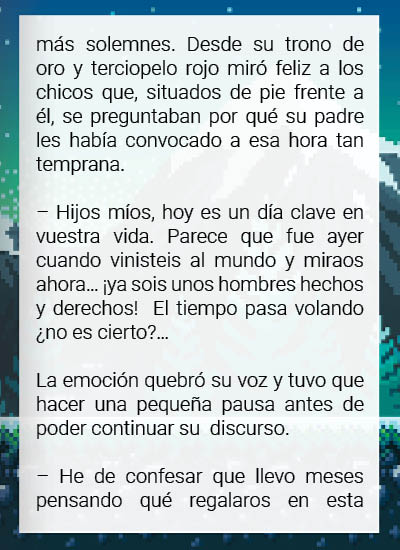 más solemnes. Desde su trono de
oro y terciopelo rojo miró feliz a los
chicos que, situados de pie frente a
él, se preguntaban por qué su padre
les había convocado a esa hora tan
temprana.
– Hijos míos, hoy es un día clave en
vuestra vida. Parece que fue ayer
cuando vinisteis al mundo y miraos
ahora... ¡ya sois unos hombres hechos
y derechos!  El tiempo pasa volando
¿no es cierto?...
La emoción quebró su voz y tuvo que
hacer una pequeña pausa antes de
poder continuar su  discurso.
– He de confesar que llevo meses
pensando qué regalaros en esta